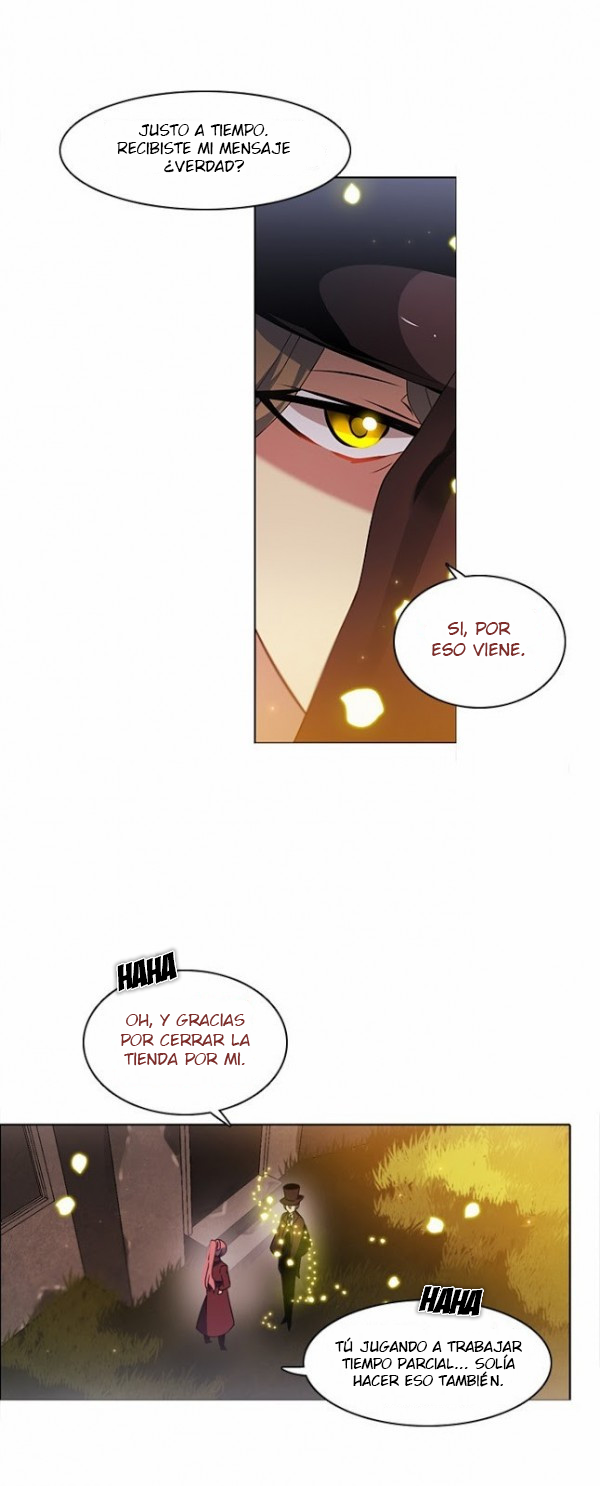 JUSTO A TIEMPO.
RECIBISTE MI MENSAJE
¿VERDAD?
SI, POR
ESO VIENE.
HAHA
OH, Y GRACIAS
POR CERRAR LA
TIENDA POR MI.
HAHA
TÚ JUGANDO A TRABAJAR
TIEMPO PARCIAL... SOLÍA
HACER ESO TAMBIÉN.